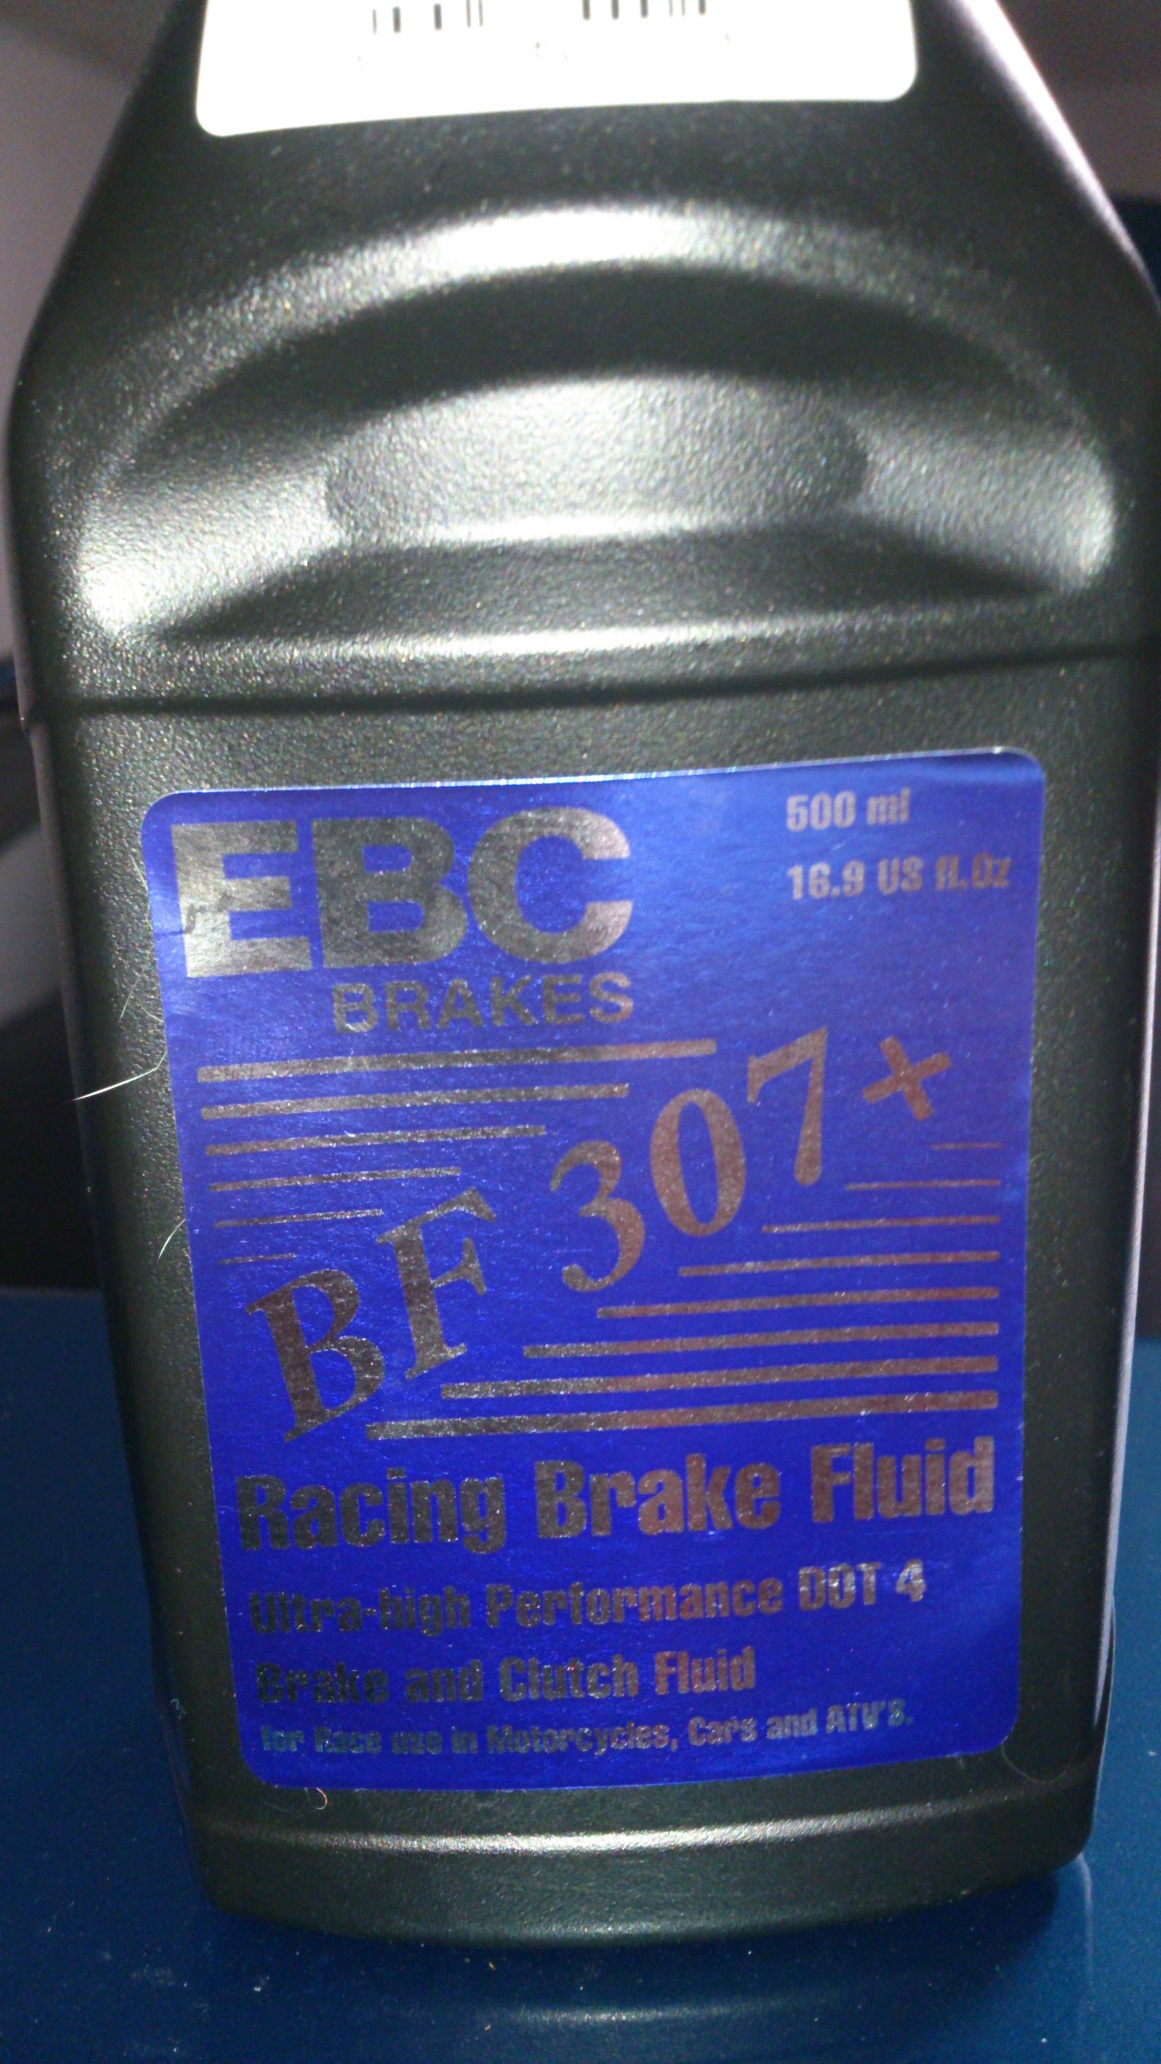 EBC
BRAKES
500 ml
16.9 US fl.Oz
BF 307+
Racing Brake Fluid
Ultra-high Performance DOT 4
Brake and Clutch Fluid
for Race use in Motorcycles, Cars and ATV'S.